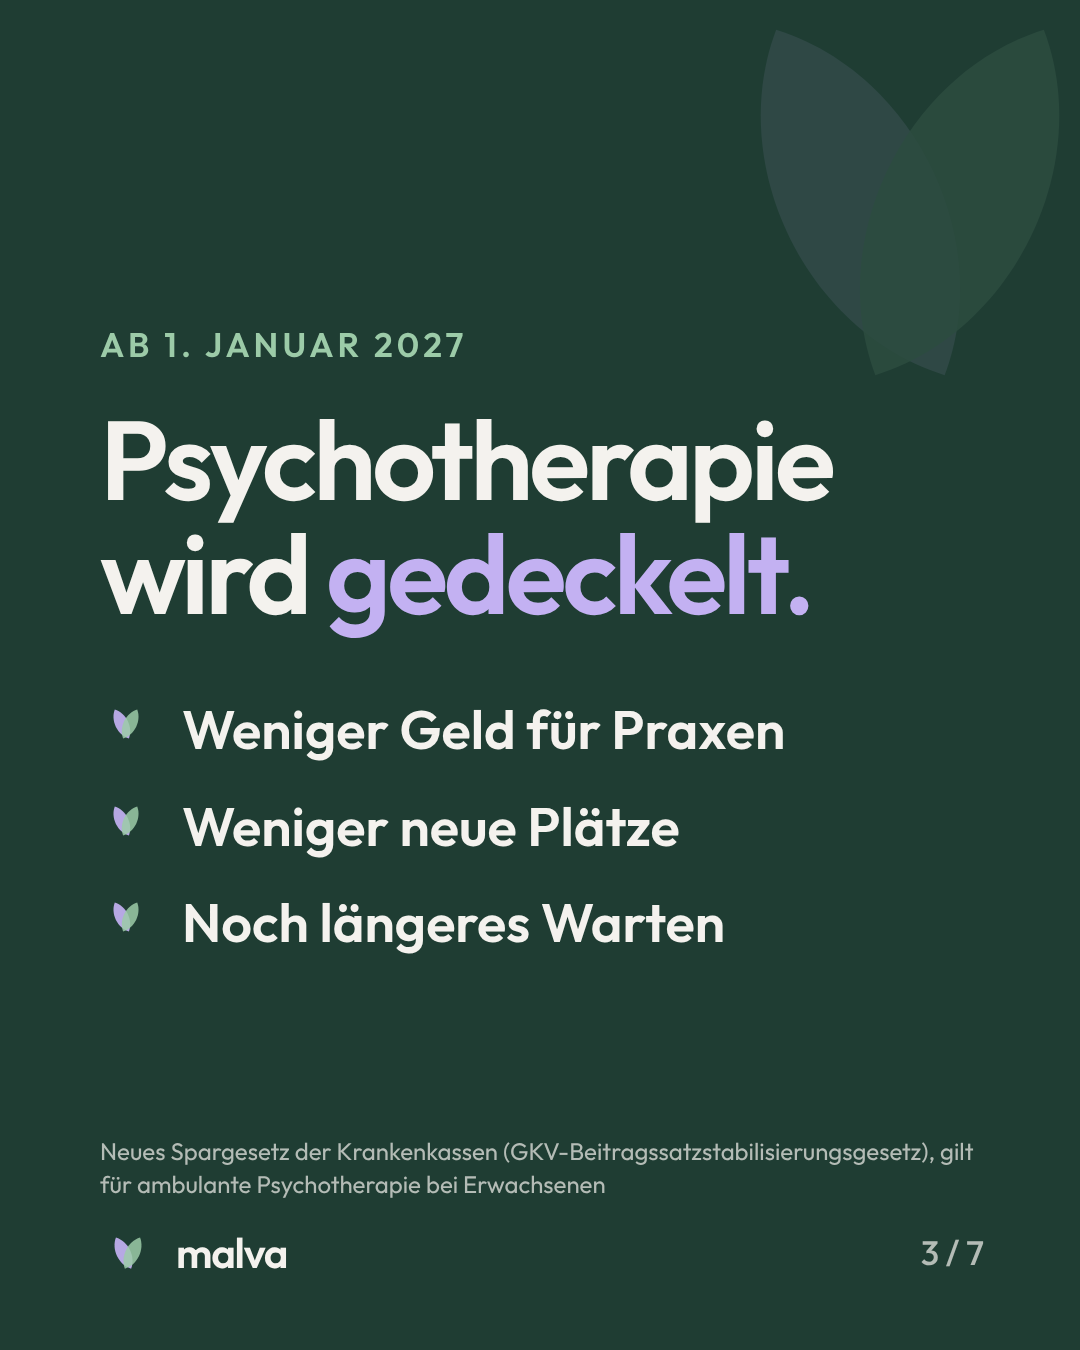 AB 1. JANUAR 2027
Psychotherapie
wird gedeckelt.
Weniger Geld für Praxen
Weniger neue Plätze
Noch längeres Warten
Neues Spargesetz der Krankenkassen (GKV-Beitragssatzstabilisierungsgesetz), gilt
für ambulante Psychotherapie bei Erwachsenen
malva
3 / 7